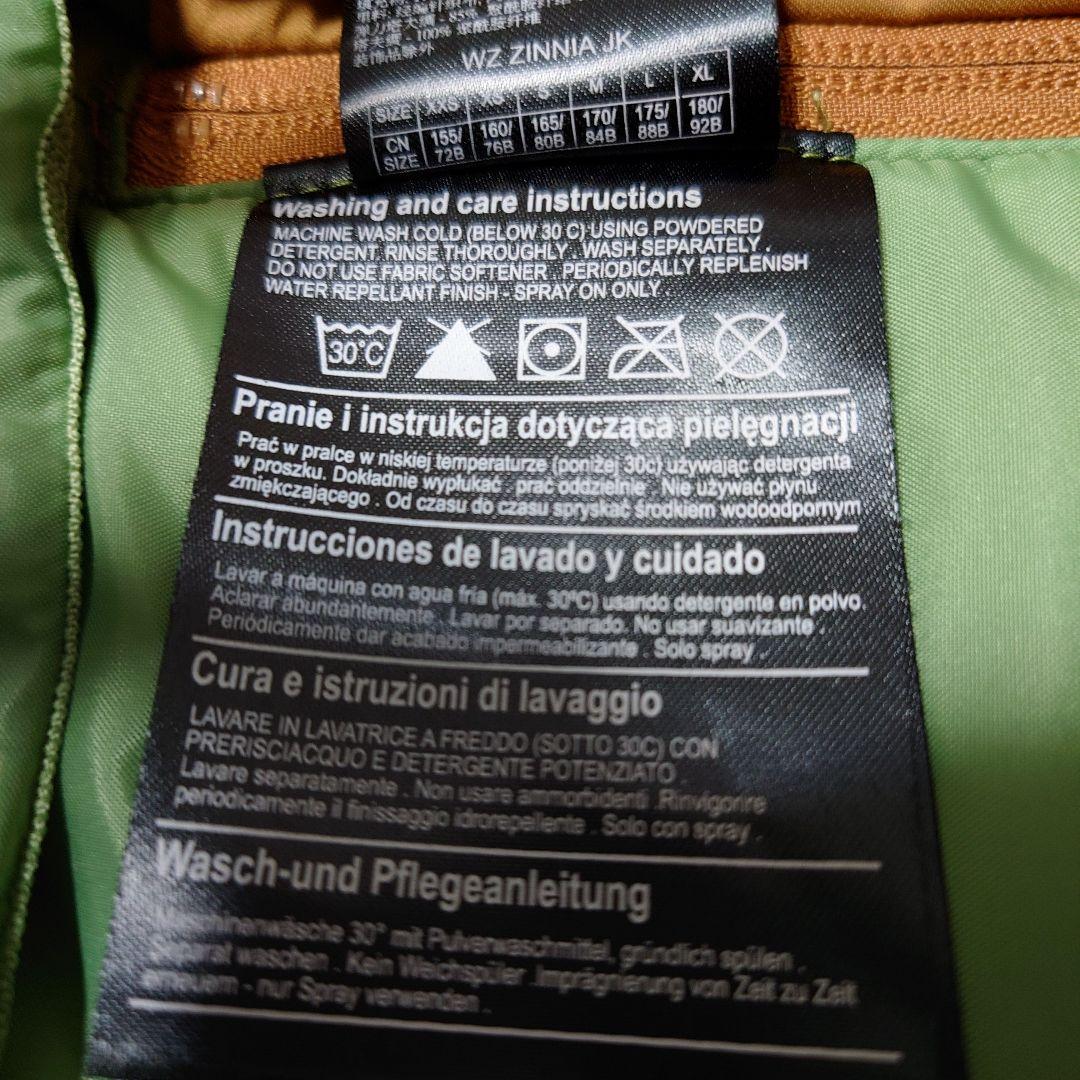 WZ ZINNIA JK
SIZE XXS XS S M L XL
CN SIZE 155/72B 160/76B 165/80B 170/84B 175/88B 180/92B
Washing and care instructions
MACHINE WASH COLD (BELOW 30 C) USING POWDERED
DETERGENT. RINSE THOROUGHLY . WASH SEPARATELY .
DO NOT USE FABRIC SOFTENER . PERIODICALLY REPLENISH
WATER REPELLANT FINISH - SPRAY ON ONLY.
30°C
Pranie i instrukcja dotycząca pielęgnacji
Prać w pralce w niskiej temperaturze (poniżej 30c) używając detergenta
w proszku. Dokładnie wypłukać . prać oddzielnie . Nie używać płynu
zmiękczającego . Od czasu do czasu spryskać środkiem wodoodpornym
Instrucciones de lavado y cuidado
Lavar a máquina con agua fría (máx. 30ºC) usando detergente en polvo.
Aclarar abundantemente . Lavar por separado. No usar suavizante .
Periódicamente dar acabado impermeabilizante . Solo spray .
Cura e istruzioni di lavaggio
LAVARE IN LAVATRICE A FREDDO (SOTTO 30C) CON
PRERISCIACQUO E DETERGENTE POTENZIATO .
Lavare separatamente . Non usare ammorbidenti .Rinvigorire
periodicamente il finissaggio idrorepellente . Solo con spray .
Wasch-und Pflegeanleitung
Maschinenwäsche 30° mit Pulverwaschmittel, gründlich spülen .
Separat waschen . Kein Weichspüler .Imprägnierung von Zeit zu Zeit
erneuern - nur Spray verwenden .